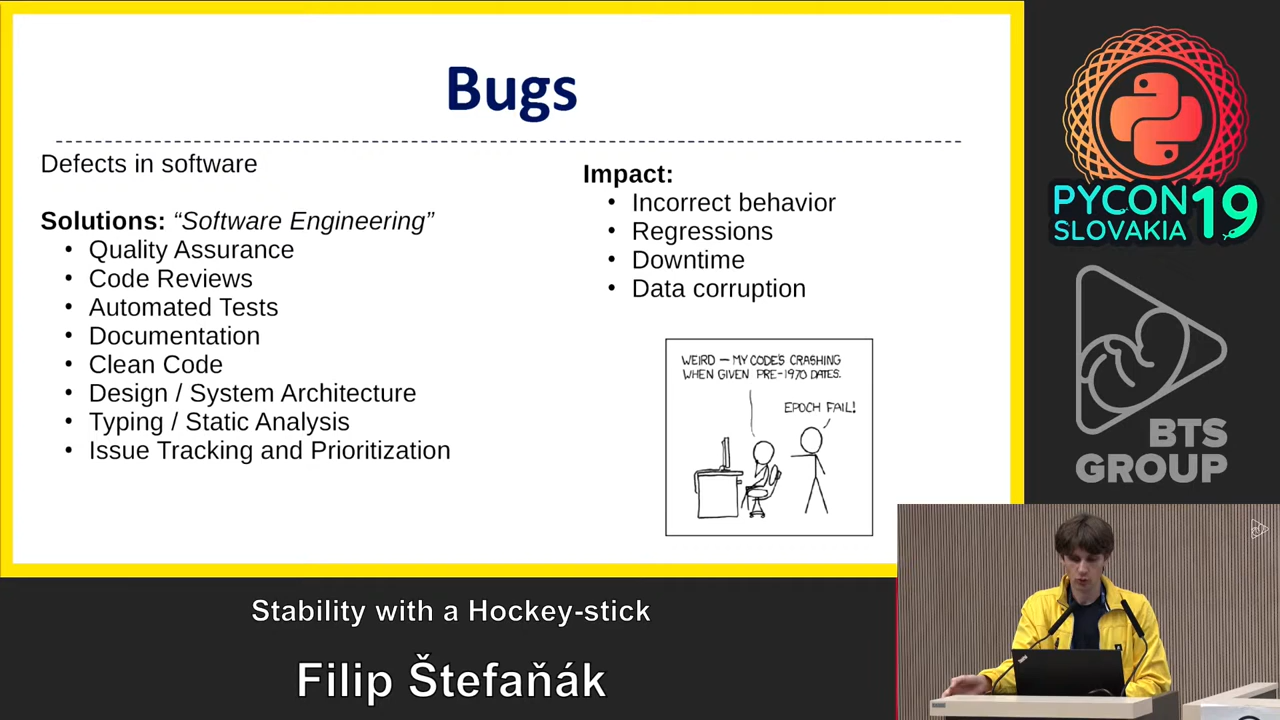 Bugs
Defects in software
Solutions: “Software Engineering”
• Quality Assurance
• Code Reviews
• Automated Tests
• Documentation
• Clean Code
• Design / System Architecture
• Typing / Static Analysis
• Issue Tracking and Prioritization
Impact:
• Incorrect behavior
• Regressions
• Downtime
• Data corruption
WEIRD — MY CODE'S CRASHING
WHEN GIVEN PRE-1970 DATES.
EPOCH FAIL!
PYCON 19
SLOVAKIA
BTS
GROUP
Stability with a Hockey-stick
Filip Štefaňák